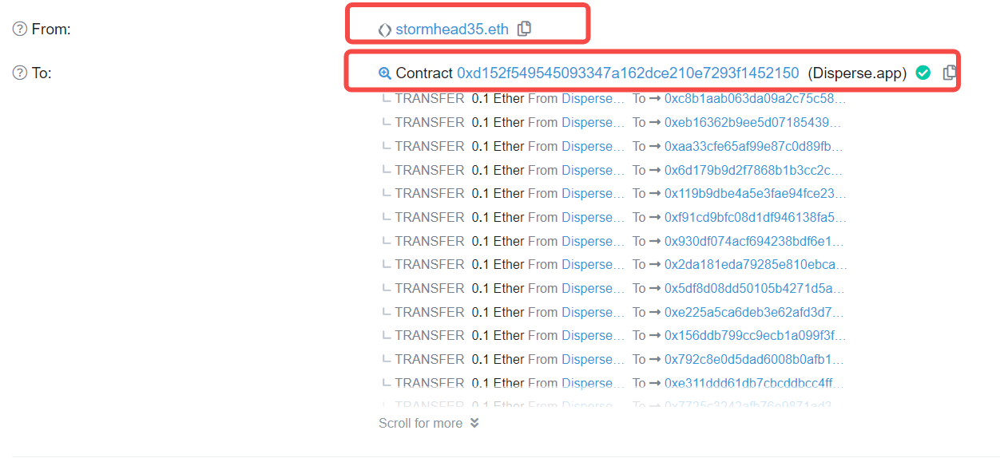 From: stormhead35.eth
To: Contract 0xd152f549545093347a162dce210e7293f1452150 (Disperse.app)
TRANSFER 0.1 Ether From Disperse... To → 0xc8b1aab063da09a2c75c58...
TRANSFER 0.1 Ether From Disperse... To → 0xeb16362b9ee5d07185439...
TRANSFER 0.1 Ether From Disperse... To → 0xaa33cfe65af99e87c0d89fb...
TRANSFER 0.1 Ether From Disperse... To → 0x6d179b9d2f7868b1b3cc2c...
TRANSFER 0.1 Ether From Disperse... To → 0x119b9dbe4a5e3fae94fce23...
TRANSFER 0.1 Ether From Disperse... To → 0xf91cd9bfc08d1df946138fa5...
TRANSFER 0.1 Ether From Disperse... To → 0x930df074acf694238bdf6e1...
TRANSFER 0.1 Ether From Disperse... To → 0x2da181eda79285e810ebca...
TRANSFER 0.1 Ether From Disperse... To → 0x5df8d08dd50105b4271d5a...
TRANSFER 0.1 Ether From Disperse... To → 0xe225a5ca6deb3e62afd3d7...
TRANSFER 0.1 Ether From Disperse... To → 0x156ddb799cc9ecb1a099f3f...
TRANSFER 0.1 Ether From Disperse... To → 0x792c8e0d5dad6008b0afb1...
TRANSFER 0.1 Ether From Disperse... To → 0xe311ddd61db7cbcddbcc4ff...
TRANSFER 0.1 Ether From Disperse... To →
Scroll for more